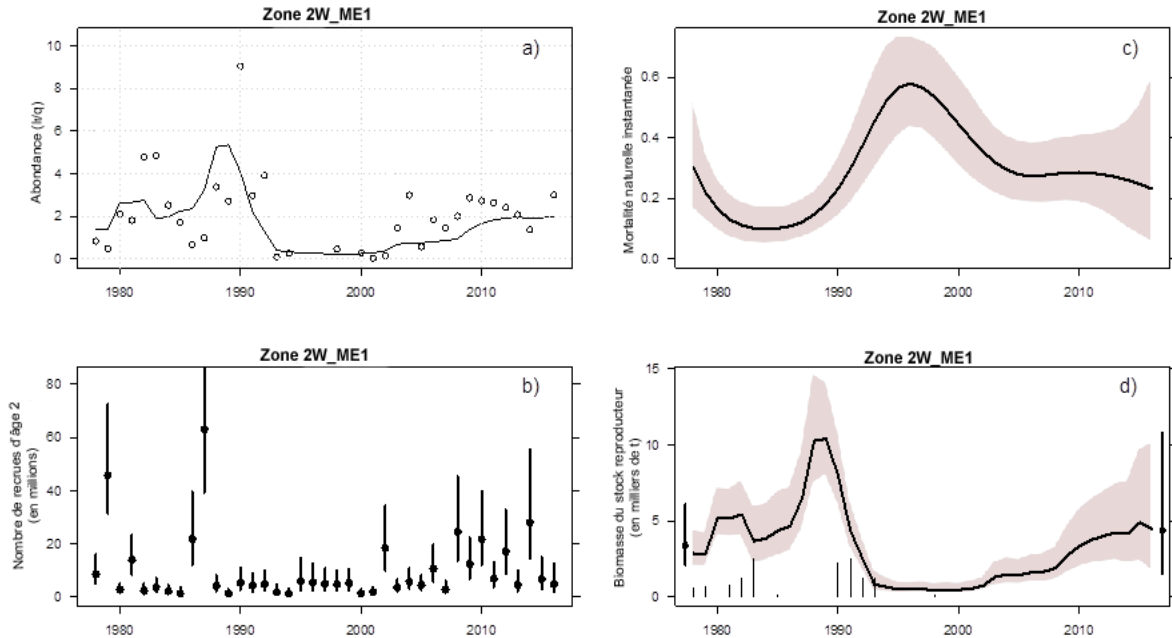 Zone 2W_ME1
a)
Abondance (lr/q)
10
8
6
4
2
0
1980 1990 2000 2010
Zone 2W_ME1
c)
Mortalité naturelle instantanée
0.6
0.4
0.2
0.0
1980 1990 2000 2010
Zone 2W_ME1
b)
Nombre de recrues d'âge 2
(en millions)
80
60
40
20
0
1980 1990 2000 2010
Zone 2W_ME1
d)
Biomasse du stock reproducteur
(en milliers de t)
15
10
5
0
1980 1990 2000 2010